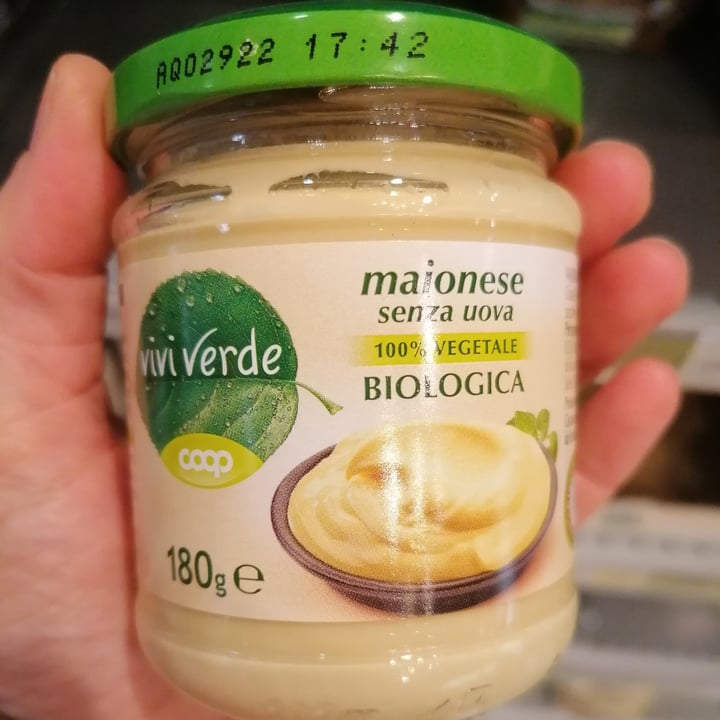 AQ02922 17:42
vivi verde
coop
maionese
senza uova
100% VEGETALE
BIOLOGICA
180g e